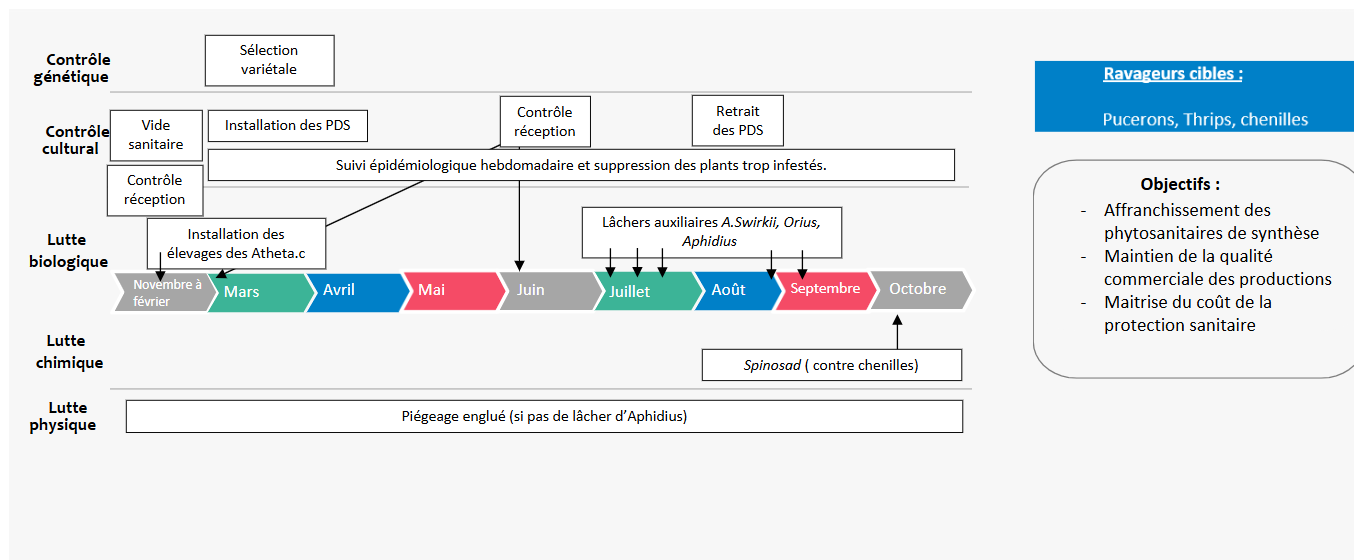 Contrôle
génétique
Sélection
variétale
Contrôle
cultural
Vide
sanitaire
Installation des PDS
Contrôle
réception
Retrait
des PDS
Suivi épidémiologique hebdomadaire et suppression des plants trop infestés.
Contrôle
réception
Lutte
biologique
Installation des
élevages des Atheta.c
Lâchers auxiliaires A.Swirkii, Orius,
Aphidius
Novembre à
février
Mars
Avril
Mai
Juin
Juillet
Août
Septembre
Octobre
Lutte
chimique
Spinosad ( contre chenilles)
Lutte
physique
Piégeage englué (si pas de lâcher d’Aphidius)
Ravageurs cibles :
Pucerons, Thrips, chenilles
Objectifs :
- Affranchissement des
phytosanitaires de synthèse
- Maintien de la qualité
commerciale des productions
- Maitrise du coût de la
protection sanitaire